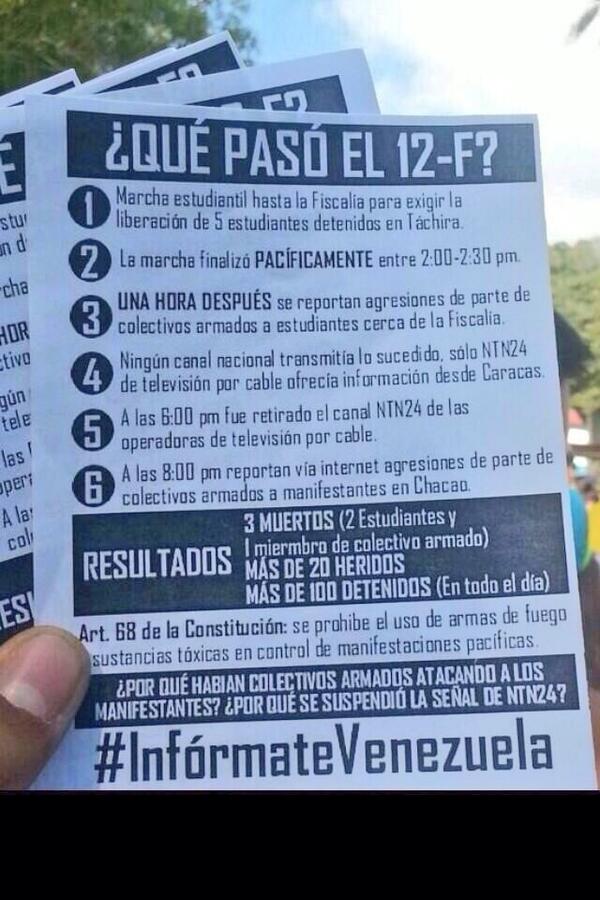 ¿QUÉ PASÓ EL 12-F?
1 Marcha estudiantil hasta la Fiscalía para exigir la
liberación de 5 estudiantes detenidos en Táchira.
2 La marcha finalizó PACÍFICAMENTE entre 2:00-2:30 pm.
3 UNA HORA DESPUÉS se reportan agresiones de parte de
colectivos armados a estudiantes cerca de la Fiscalía.
4 Ningún canal nacional transmitía lo sucedido, sólo NTN24
de televisión por cable ofrecía información desde Caracas.
5 A las 6:00 pm fue retirado el canal NTN24 de las
operadoras de televisión por cable.
6 A las 8:00 pm reportan vía internet agresiones de parte de
colectivos armados a manifestantes en Chacao.
RESULTADOS
3 MUERTOS (2 Estudiantes y
1 miermbro de colectivo armado)
MÁS DE 20 HERIDOS
MÁS DE 100 DETENIDOS (En todo el día)
Art. 68 de la Constitución: se prohibe el uso de armas de fuego
sustancias tóxicas en control de manifestaciones pacíficas.
¿POR QUÉ HABIAN COLECTIVOS ARMADOS ATACANDO A LOS
MANIFESTANTES? ¿POR QUÉ SE SUSPENDIÓ LA SEÑAL DE NTN24?
#InfórmateVenezuela